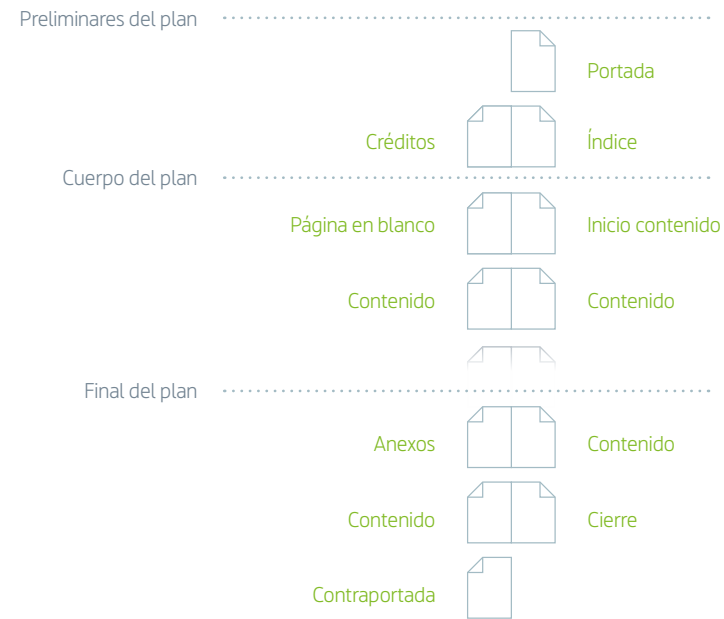 Preliminares del plan
Portada
Créditos
Índice
Cuerpo del plan
Página en blanco
Inicio contenido
Contenido
Contenido
Final del plan
Anexos
Contenido
Contenido
Cierre
Contraportada